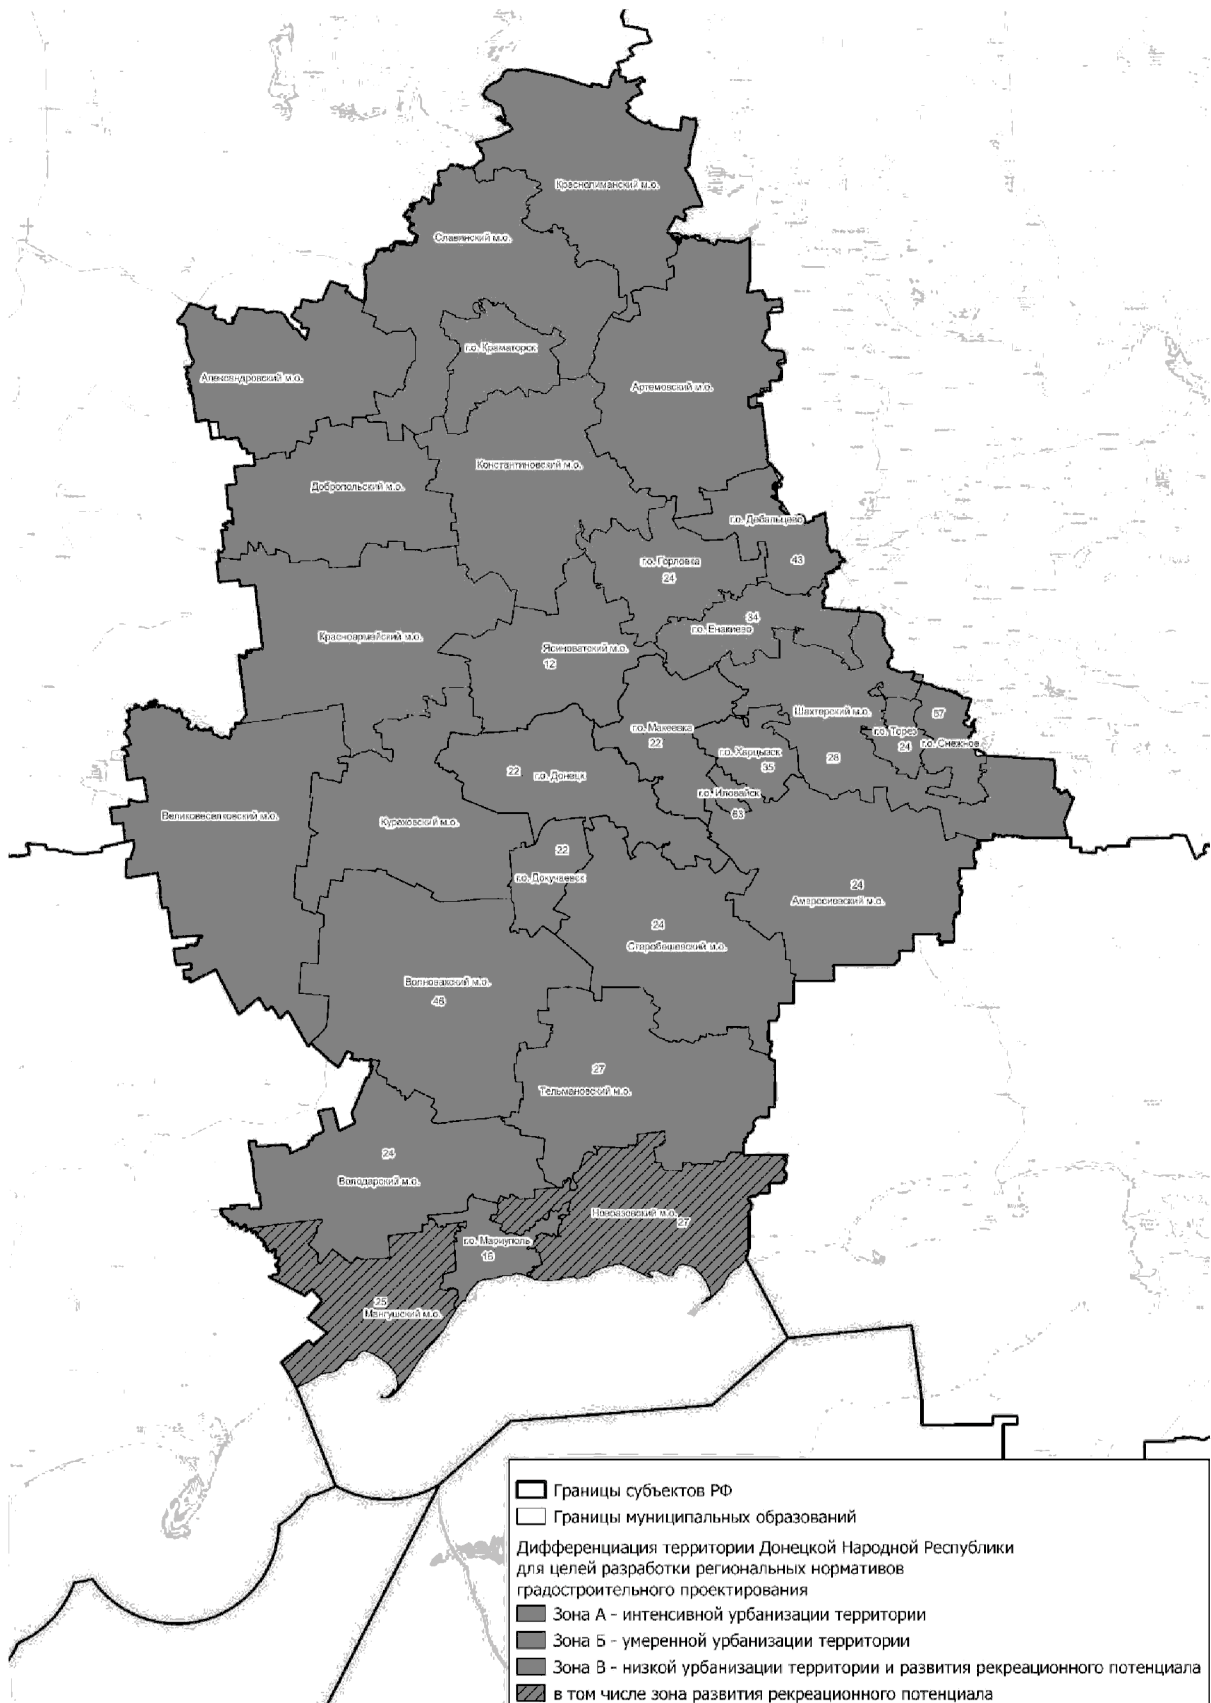 Краснолиманский м.о.
Славянский м.о.
г.о. Краматорск
Александровский м.о.
Артемовский м.о.
Константиновский м.о.
Добропольский м.о.
г.о. Дебальцево
43
г.о. Горловка
24
34
г.о. Енакиево
Красноармейский м.о.
Ясиноватский м.о.
12
Шахтерский м.о.
28
57
г.о. Снежное
г.о. Торез
24
г.о. Макеевка
22
г.о. Харцызск
35
22
г.о. Донецк
г.о. Иловайск
63
Великовеселковский м.о.
Кураховский м.о.
22
г.о. Докучаевск
24
Амвросиевский м.о.
24
Старобешевский м.о.
Волновахский м.о.
46
27
Тельмановский м.о.
24
Володарский м.о.
Новоазовский м.о.
27
г.о. Мариуполь
16
25
Мангушский м.о.
Границы субъектов РФ
Границы муниципальных образований
Дифференциация территории Донецкой Народной Республики
для целей разработки региональных нормативов
градостроительного проектирования
Зона А - интенсивной урбанизации территории
Зона Б - умеренной урбанизации территории
Зона В - низкой урбанизации территории и развития рекреационного потенциала
в том числе зона развития рекреационного потенциала